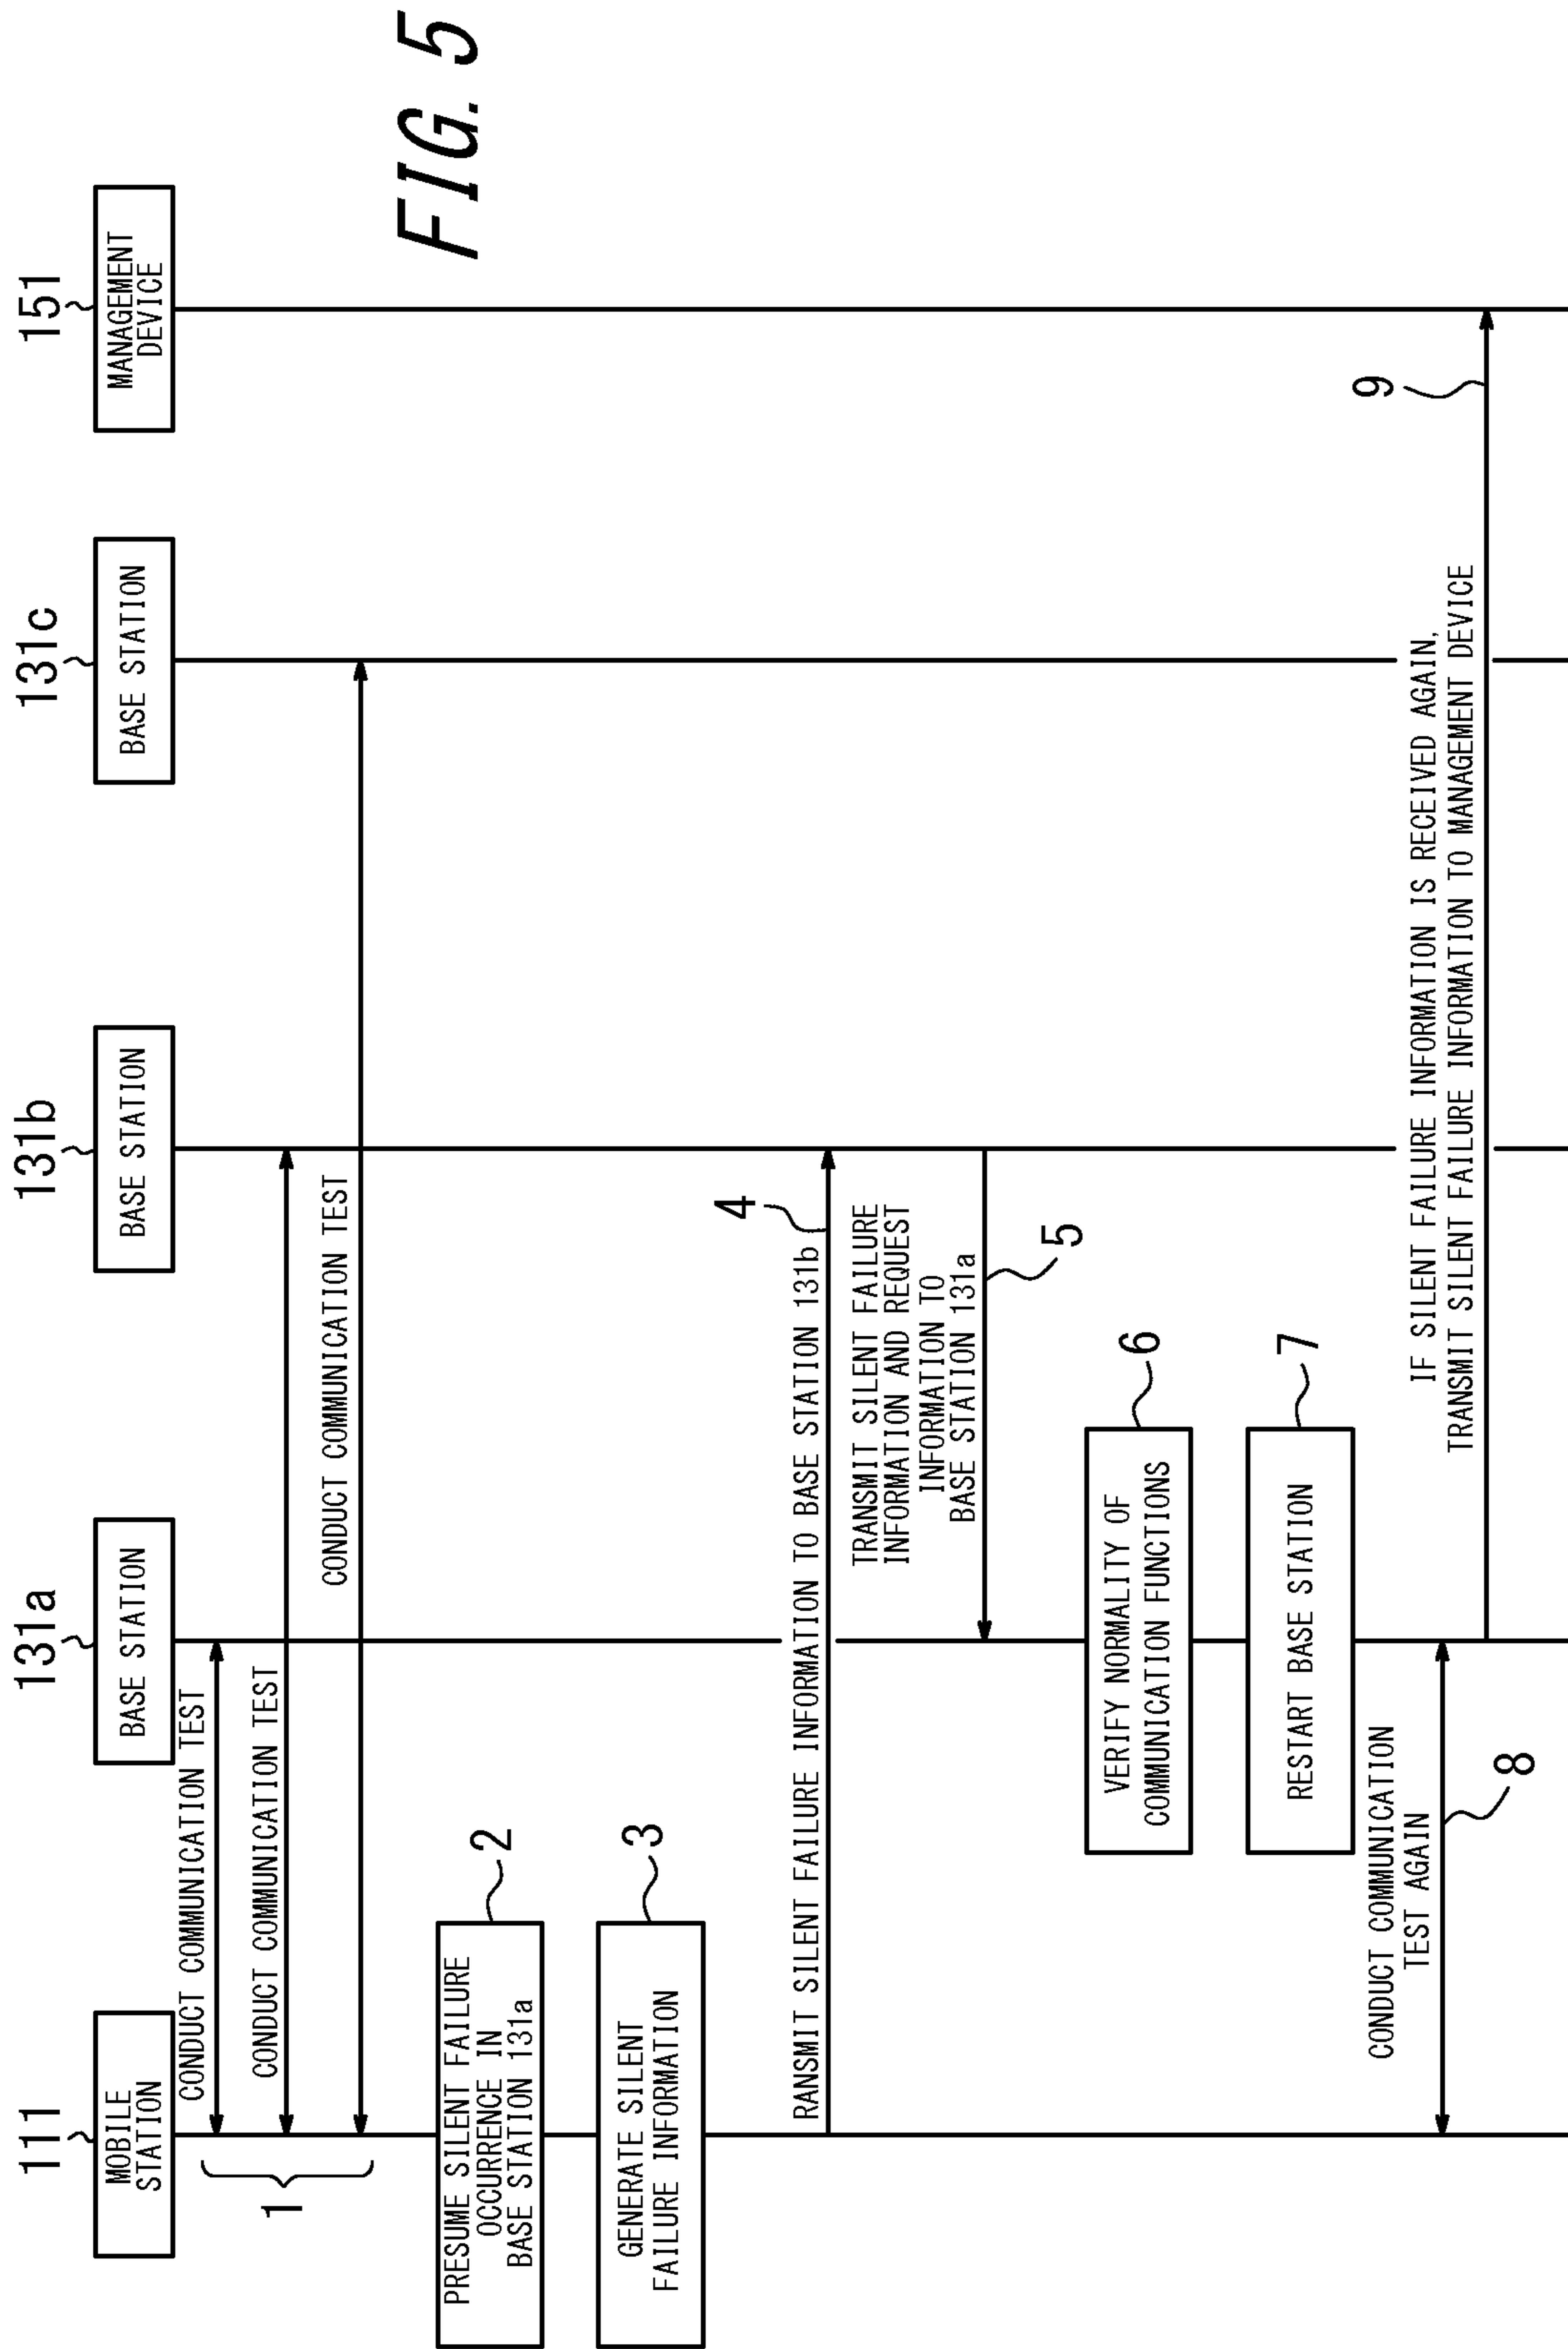 FIG. 5
111
131a
131b
131c
151
MOBILE
STATION
BASE STATION
BASE STATION
BASE STATION
MANAGEMENT
DEVICE
CONDUCT COMMUNICATION TEST
CONDUCT COMMUNICATION TEST
CONDUCT COMMUNICATION TEST
1
PRESUME SILENT FAILURE
OCCURRENCE IN
BASE STATION 131a
2
GENERATE SILENT
FAILURE INFORMATION
3
RANSMIT SILENT FAILURE INFORMATION TO BASE STATION 131b
4
TRANSMIT SILENT FAILURE
INFORMATION AND REQUEST
INFORMATION TO
BASE STATION 131a
5
VERIFY NORMALITY OF
COMMUNICATION FUNCTIONS
6
RESTART BASE STATION
7
CONDUCT COMMUNICATION
TEST AGAIN
8
IF SILENT FAILURE INFORMATION IS RECEIVED AGAIN,
TRANSMIT SILENT FAILURE INFORMATION TO MANAGEMENT DEVICE
9